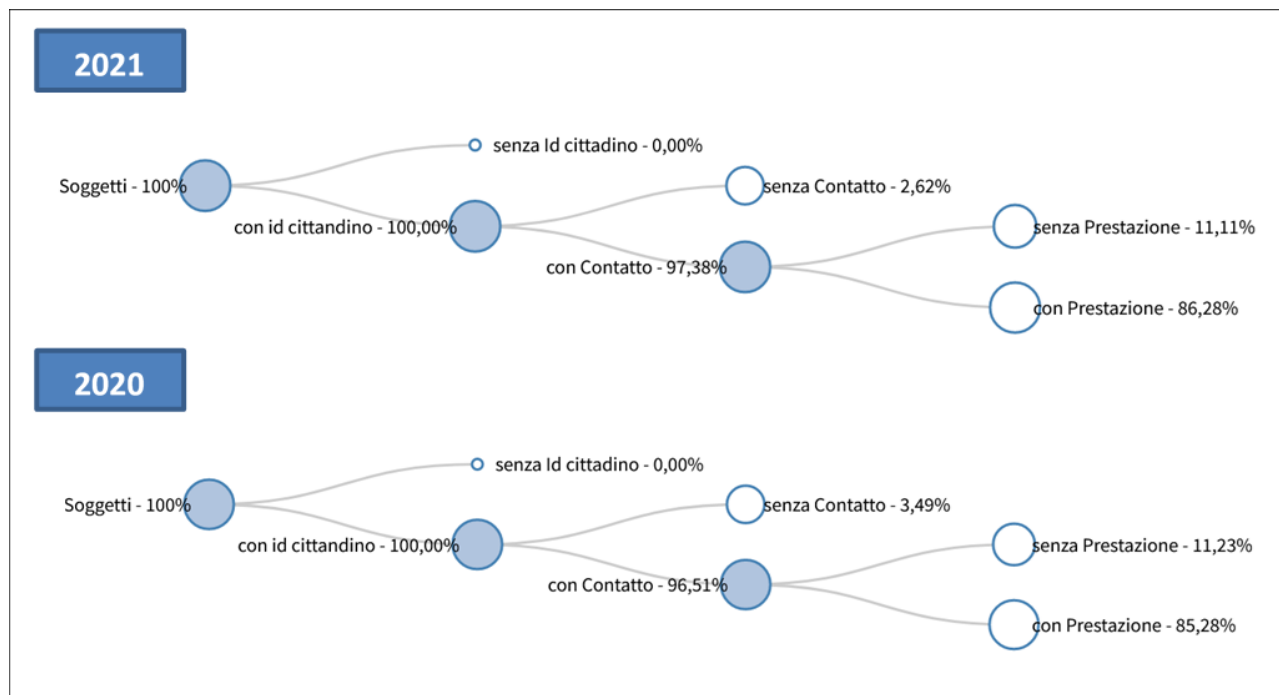 2021
senza Id cittadino - 0,00%
Soggetti - 100%
senza Contatto - 2,62%
con id cittandino - 100,00%
senza Prestazione - 11,11%
con Contatto - 97,38%
con Prestazione - 86,28%
2020
senza Id cittadino - 0,00%
Soggetti - 100%
senza Contatto - 3,49%
con id cittandino - 100,00%
senza Prestazione - 11,23%
con Contatto - 96,51%
con Prestazione - 85,28%